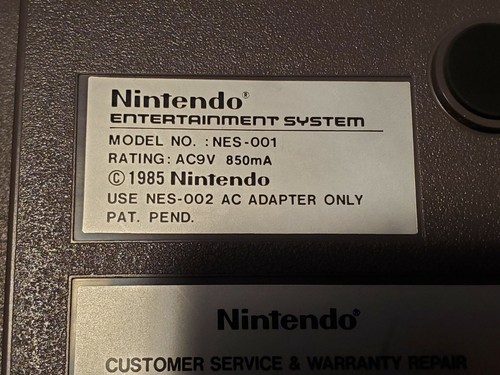 Nintendo®
ENTERTAINMENT SYSTEM
MODEL NO. : NES-001
RATING: AC9V 850mA
©1985 Nintendo
USE NES-002 AC ADAPTER ONLY
PAT. PEND.
Nintendo®
CUSTOMER SERVICE & WARRANTY REPAIR